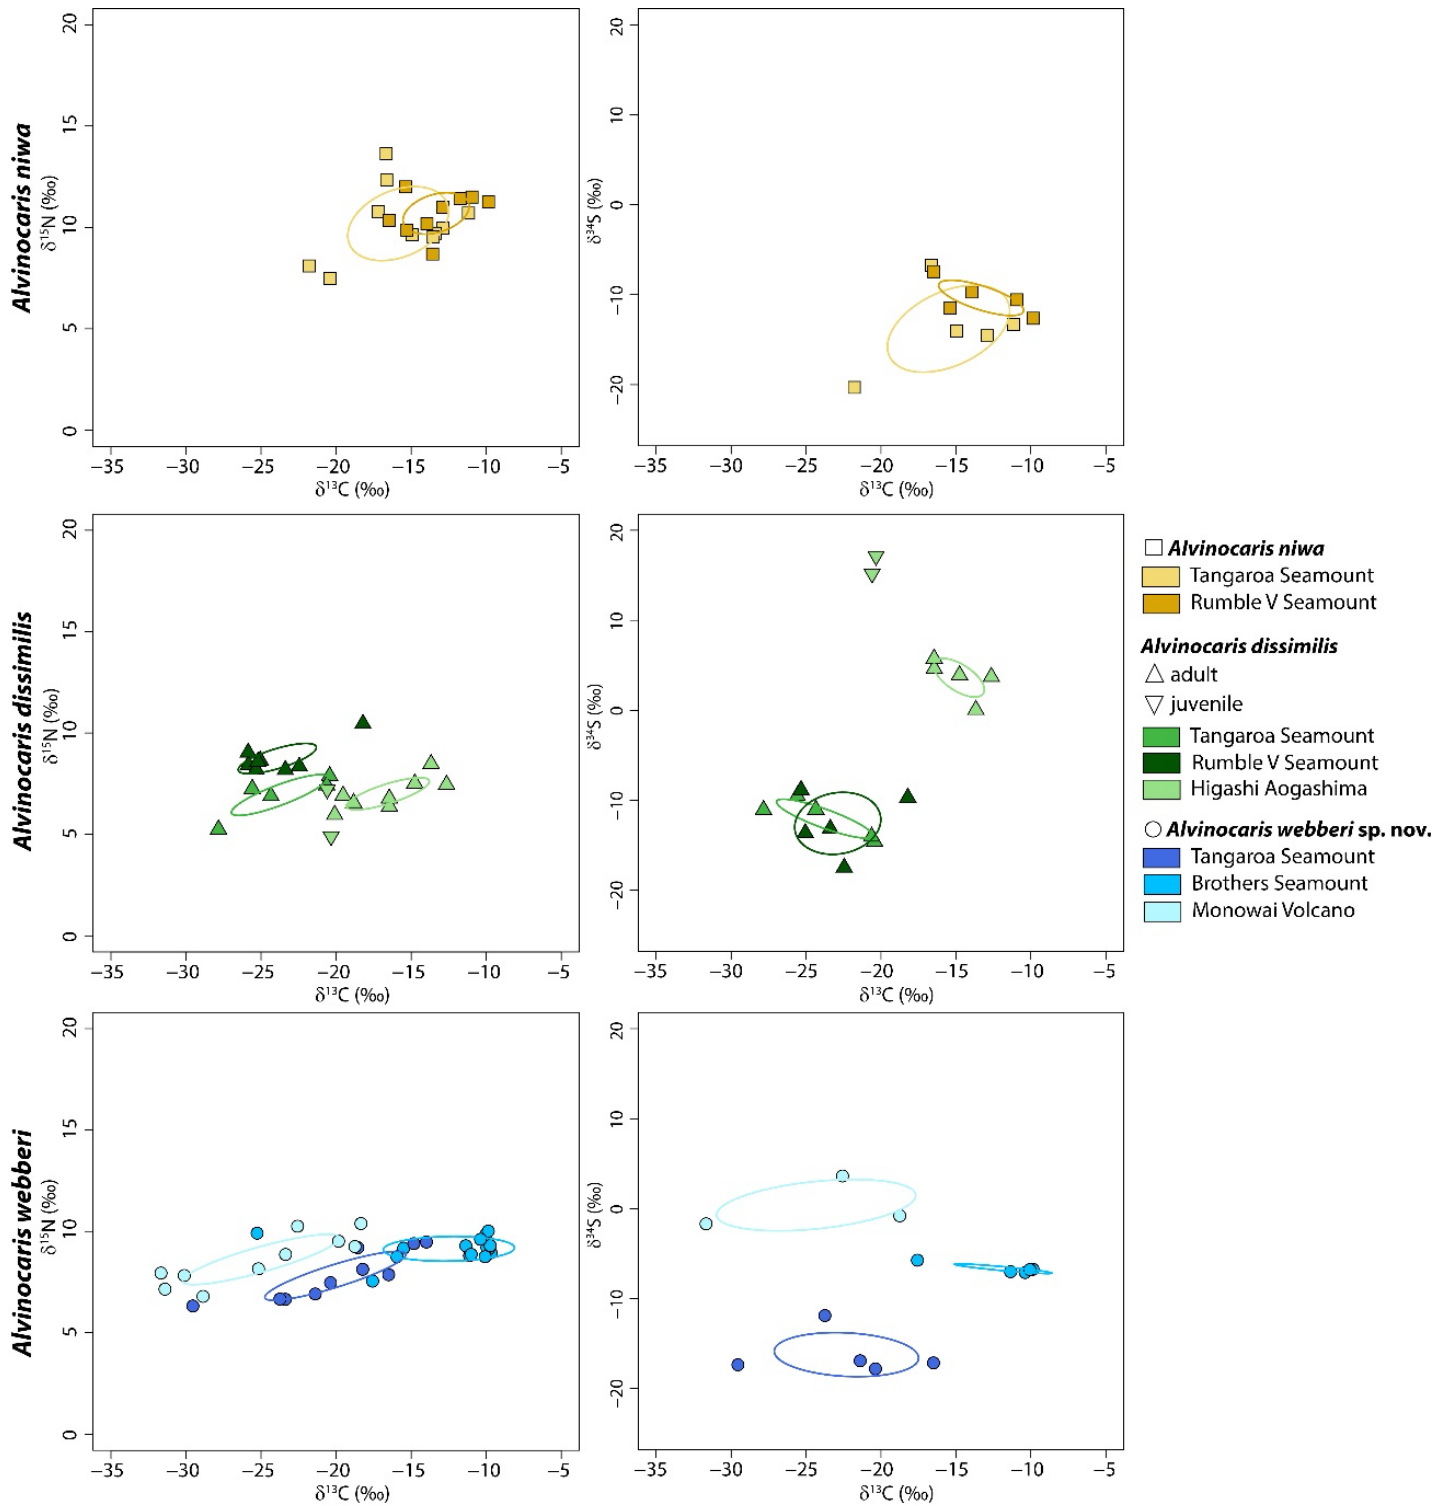 Alvinocaris niwa
δ¹⁵N (‰)
20
15
10
5
0
−35 −30 −25 −20 −15 −10 −5
δ¹³C (‰)
δ³⁴S (‰)
20
10
0
−10
−20
−35 −30 −25 −20 −15 −10 −5
δ¹³C (‰)
Alvinocaris dissimilis
δ¹⁵N (‰)
20
15
10
5
0
−35 −30 −25 −20 −15 −10 −5
δ¹³C (‰)
δ³⁴S (‰)
20
10
0
−10
−20
−35 −30 −25 −20 −15 −10 −5
δ¹³C (‰)
Alvinocaris niwa
Tangaroa Seamount
Rumble V Seamount
Alvinocaris dissimilis
adult
juvenile
Tangaroa Seamount
Rumble V Seamount
Higashi Aogashima
Alvinocaris webberi sp. nov.
Tangaroa Seamount
Brothers Seamount
Monowai Volcano
Alvinocaris webberi
δ¹⁵N (‰)
20
15
10
5
0
−35 −30 −25 −20 −15 −10 −5
δ¹³C (‰)
δ³⁴S (‰)
20
10
0
−10
−20
−35 −30 −25 −20 −15 −10 −5
δ¹³C (‰)